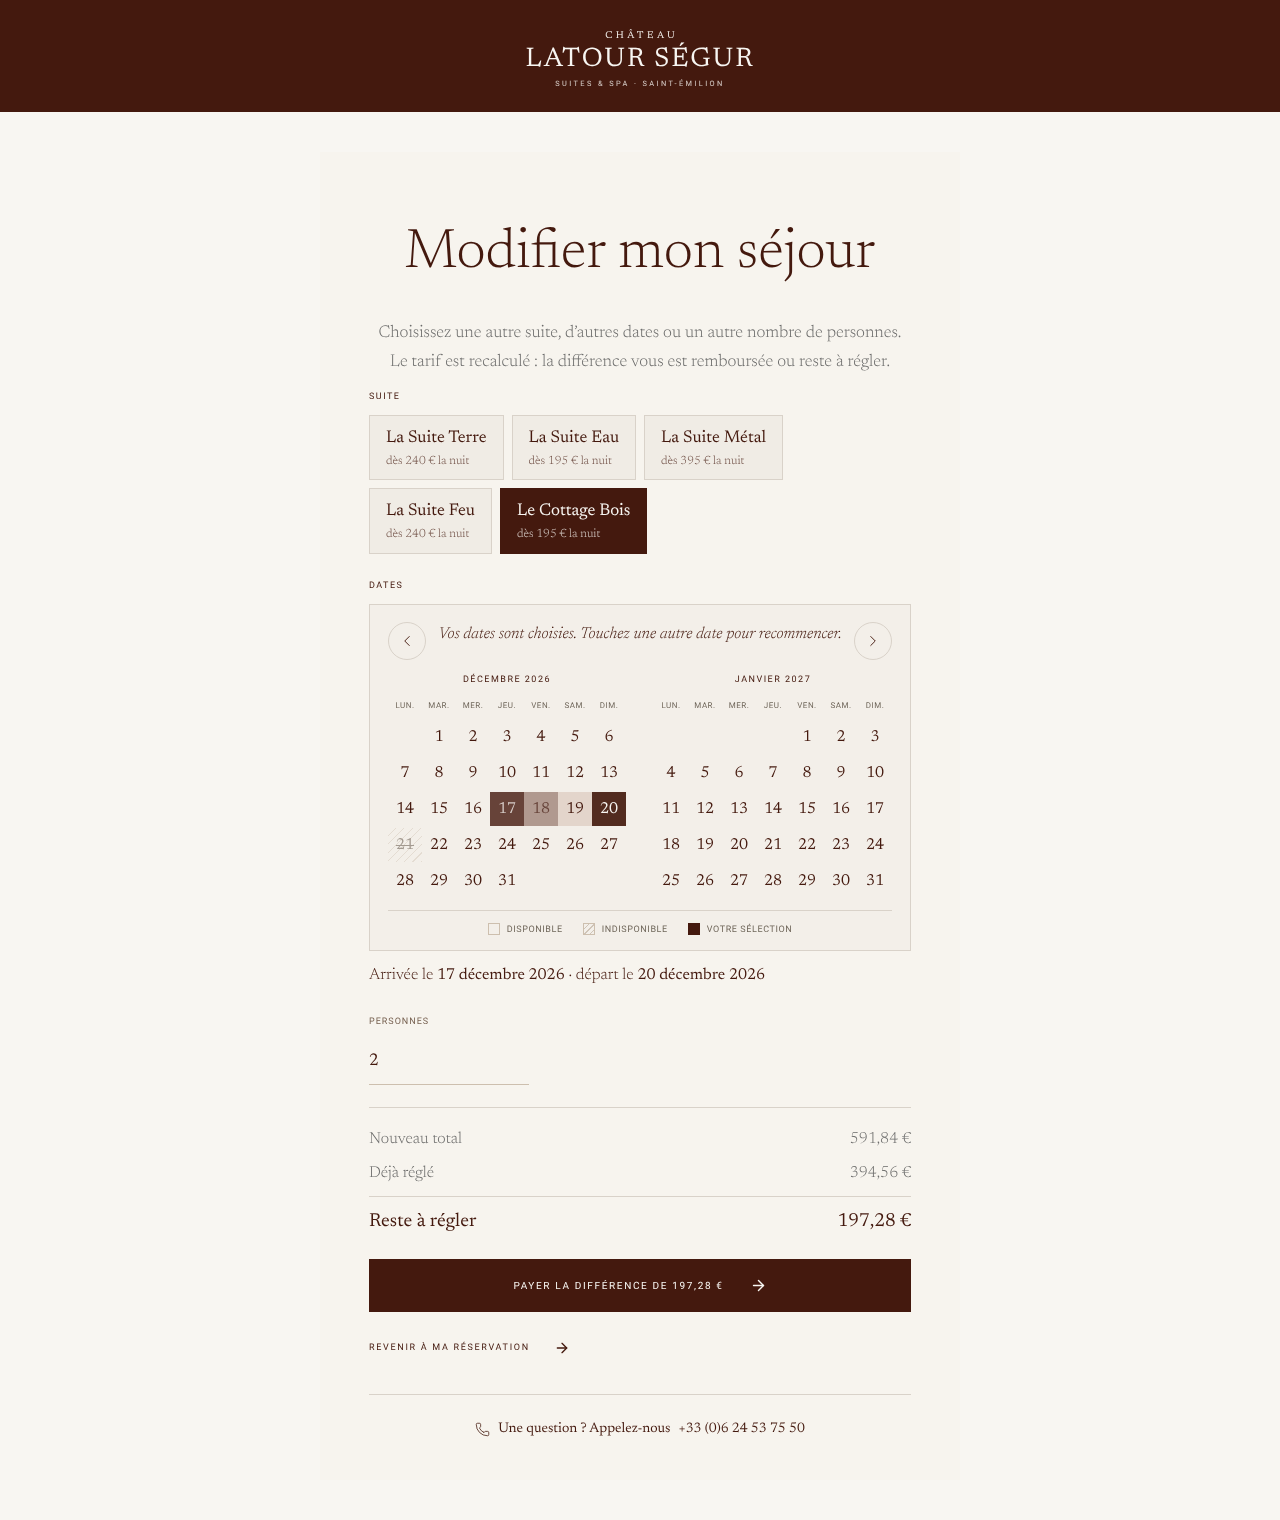 CHÂTEAU
LATOUR SÉGUR
SUITES & SPA · SAINT-ÉMILION
Modifier mon séjour
Choisissez une autre suite, d’autres dates ou un autre nombre de personnes.
Le tarif est recalculé : la différence vous est remboursée ou reste à régler.
SUITE
La Suite Terre
dès 240 € la nuit
La Suite Eau
dès 195 € la nuit
La Suite Métal
dès 395 € la nuit
La Suite Feu
dès 240 € la nuit
Le Cottage Bois
dès 195 € la nuit
DATES
Vos dates sont choisies. Touchez une autre date pour recommencer.
DÉCEMBRE 2026
LUN. MAR. MER. JEU. VEN. SAM. DIM.
1 2 3 4 5 6
7 8 9 10 11 12 13
14 15 16 17 18 19 20
21 22 23 24 25 26 27
28 29 30 31
JANVIER 2027
LUN. MAR. MER. JEU. VEN. SAM. DIM.
1 2 3
4 5 6 7 8 9 10
11 12 13 14 15 16 17
18 19 20 21 22 23 24
25 26 27 28 29 30 31
DISPONIBLE INDISPONIBLE VOTRE SÉLECTION
Arrivée le 17 décembre 2026 · départ le 20 décembre 2026
PERSONNES
2
Nouveau total 591,84 €
Déjà réglé 394,56 €
Reste à régler 197,28 €
PAYER LA DIFFÉRENCE DE 197,28 €
REVENIR À MA RÉSERVATION
Une question ? Appelez-nous +33 (0)6 24 53 75 50